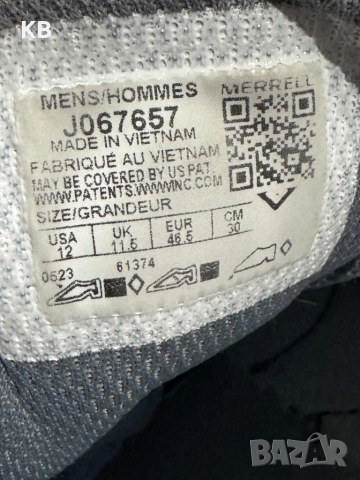 KB
MENS/HOMMES
MERRELL
J067657
MADE IN VIETNAM
FABRIQUÉ AU VIETNAM
MAY BE COVERED BY US PAT.
WWW.PATENTS.WWWINC.COM
SIZE/GRANDEUR
USA UK EUR CM
12 11.5 46.5 30
0523 61374
BAZAR